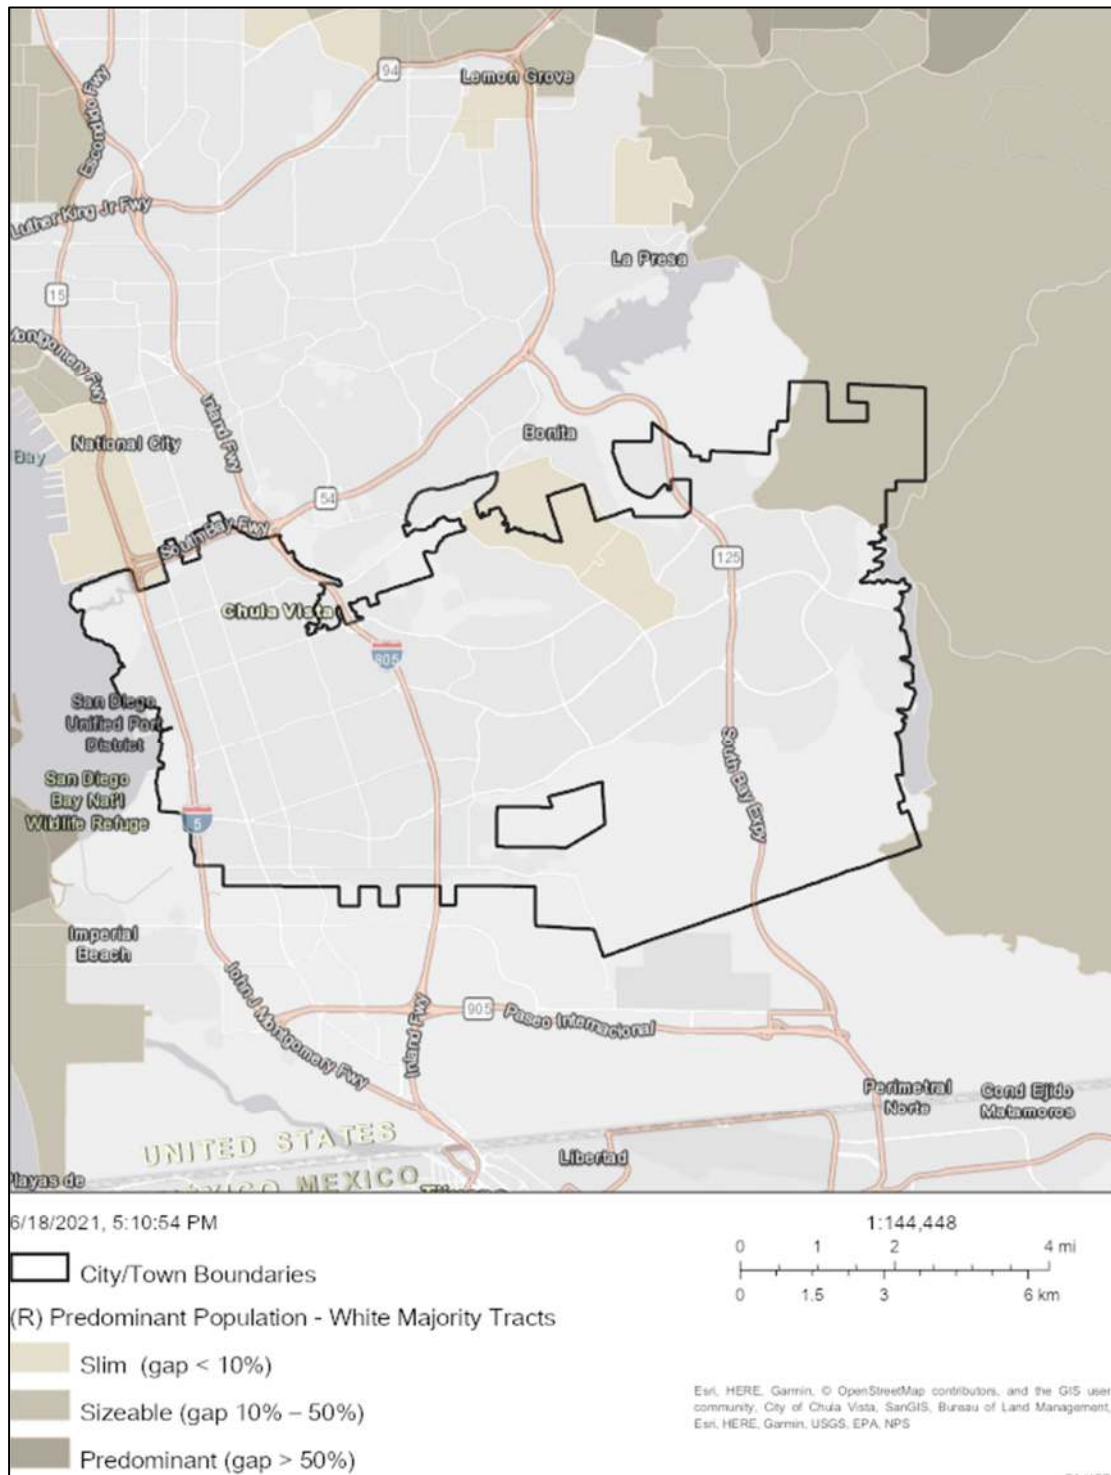 94
Lemon Grove
Escondido Fwy
Luther King Jr Fwy
La Presa
15
Montgomery Fwy
Inland Fwy
Bonita
National City
Bay
54
South Bay Fwy
125
Chula Vista
805
San Diego
Unified Port
District
South Bay Expy
San Diego
Bay Nat'l
Wildlife Refuge
5
Imperial
Beach
John J Montgomery Fwy
Inland Fwy
905
Paseo Internacional
Perimetral
Norte
Cond Ejido
Matamoros
UNITED STATES
MEXICO
Libertad
Playas de
6/18/2021, 5:10:54 PM
1:144,448
0 1 2 4 mi
0 1.5 3 6 km
City/Town Boundaries
(R) Predominant Population - White Majority Tracts
Slim (gap < 10%)
Sizeable (gap 10% – 50%)
Predominant (gap > 50%)
Esri, HERE, Garmin, © OpenStreetMap contributors, and the GIS user
community, City of Chula Vista, SanGIS, Bureau of Land Management,
Esri, HERE, Garmin, USGS, EPA, NPS